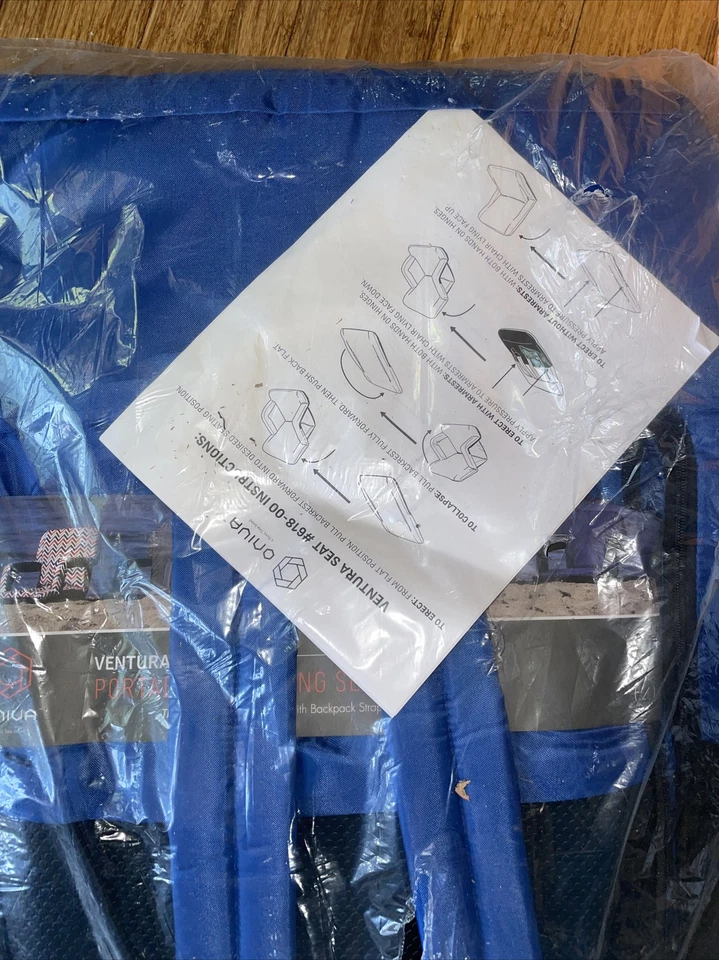 ONIVA
VENTURA SEAT #618-00 INSTRUCTIONS:
TO ERECT: FROM FLAT POSITION, PULL BACKREST FORWARD INTO DESIRED SEATING POSITION
TO COLLAPSE: PULL BACKREST FULLY FORWARD, THEN PUSH BACK FLAT
TO ERECT WITH ARMRESTS: WITH BOTH HANDS ON HINGES
APPLY PRESSURE TO ARMRESTS WITH CHAIR LYING FACE DOWN
TO ERECT WITHOUT ARMRESTS: WITH BOTH HANDS ON HINGES
APPLY PRESSURE TO ARMRESTS WITH CHAIR LYING FACE UP
VENTURA
NG SE
ith Backpack Strap
ONIVA